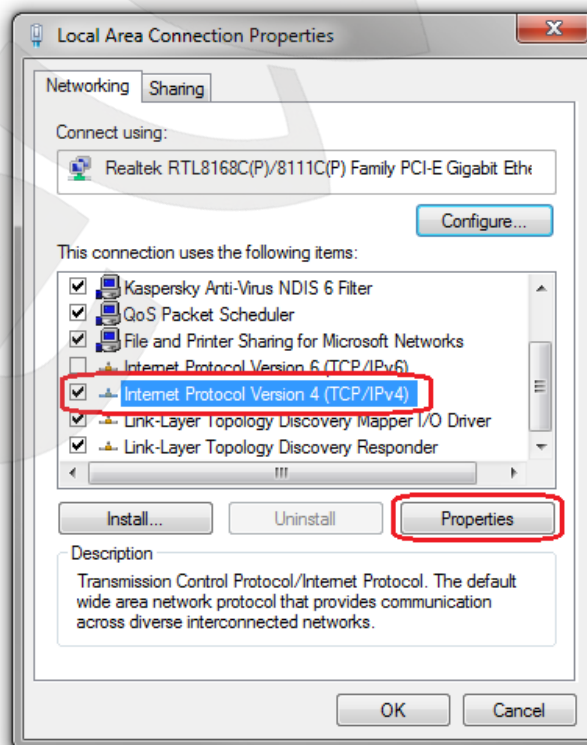 Local Area Connection Properties
Networking
Sharing
Connect using:
Realtek RTL8168C(P)/8111C(P) Family PCI-E Gigabit Ethe
Configure...
This connection uses the following items:
Kaspersky Anti-Virus NDIS 6 Filter
QoS Packet Scheduler
File and Printer Sharing for Microsoft Networks
Internet Protocol Version 6 (TCP/IPv6)
Internet Protocol Version 4 (TCP/IPv4)
Link-Layer Topology Discovery Mapper I/O Driver
Link-Layer Topology Discovery Responder
Install...
Uninstall
Properties
Description
Transmission Control Protocol/Internet Protocol. The default
wide area network protocol that provides communication
across diverse interconnected networks.
OK
Cancel